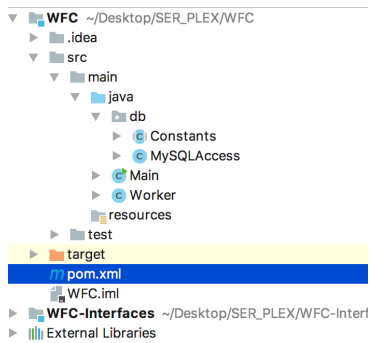 WFC ~/Desktop/SER_PLEX/WFC
.idea
src
main
java
db
C Constants
C MySQLAccess
C Main
C Worker
resources
test
target
m pom.xml
WFC.iml
WFC-Interfaces ~/Desktop/SER_PLEX/WFC-Interf
External Libraries